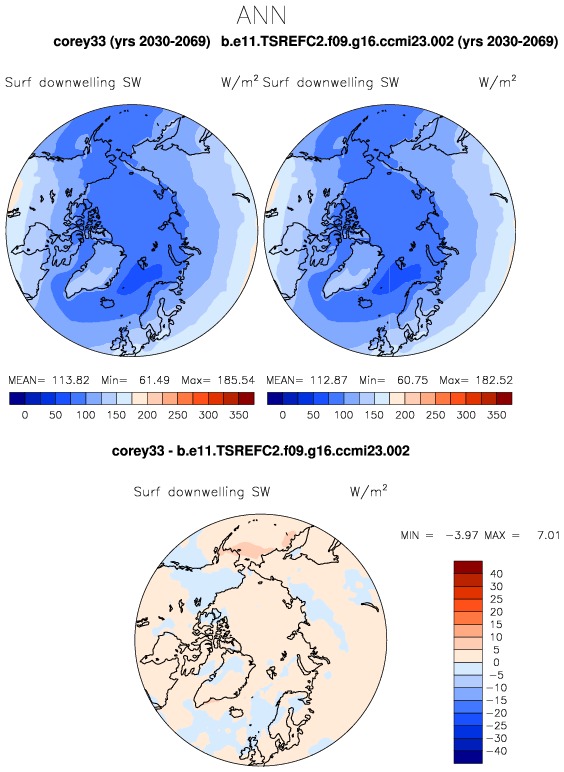 ANN
corey33 (yrs 2030-2069) b.e11.TSREFC2.f09.g16.ccmi23.002 (yrs 2030-2069)
Surf downwelling SW W/m² Surf downwelling SW W/m²
MEAN= 113.82 Min= 61.49 Max= 185.54 MEAN= 112.87 Min= 60.75 Max= 182.52
0 50 100 150 200 250 300 350 0 50 100 150 200 250 300 350
corey33 - b.e11.TSREFC2.f09.g16.ccmi23.002
Surf downwelling SW W/m²
MIN = -3.97 MAX = 7.01
40
30
25
20
15
10
5
0
-5
-10
-15
-20
-25
-30
-40